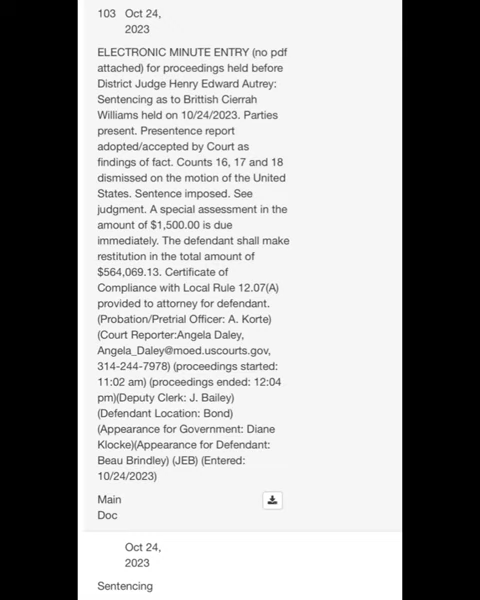 103 Oct 24,
2023
ELECTRONIC MINUTE ENTRY (no pdf
attached) for proceedings held before
District Judge Henry Edward Autrey:
Sentencing as to Brittish Cierrah
Williams held on 10/24/2023. Parties
present. Presentence report
adopted/accepted by Court as
findings of fact. Counts 16, 17 and 18
dismissed on the motion of the United
States. Sentence imposed. See
judgment. A special assessment in the
amount of $1,500.00 is due
immediately. The defendant shall make
restitution in the total amount of
$564,069.13. Certificate of
Compliance with Local Rule 12.07(A)
provided to attorney for defendant.
(Probation/Pretrial Officer: A. Korte)
(Court Reporter:Angela Daley,
Angela_Daley@moed.uscourts.gov,
314-244-7978) (proceedings started:
11:02 am) (proceedings ended: 12:04
pm)(Deputy Clerk: J. Bailey)
(Defendant Location: Bond)
(Appearance for Government: Diane
Klocke)(Appearance for Defendant:
Beau Brindley) (JEB) (Entered:
10/24/2023)
Main
Doc
Oct 24,
2023
Sentencing